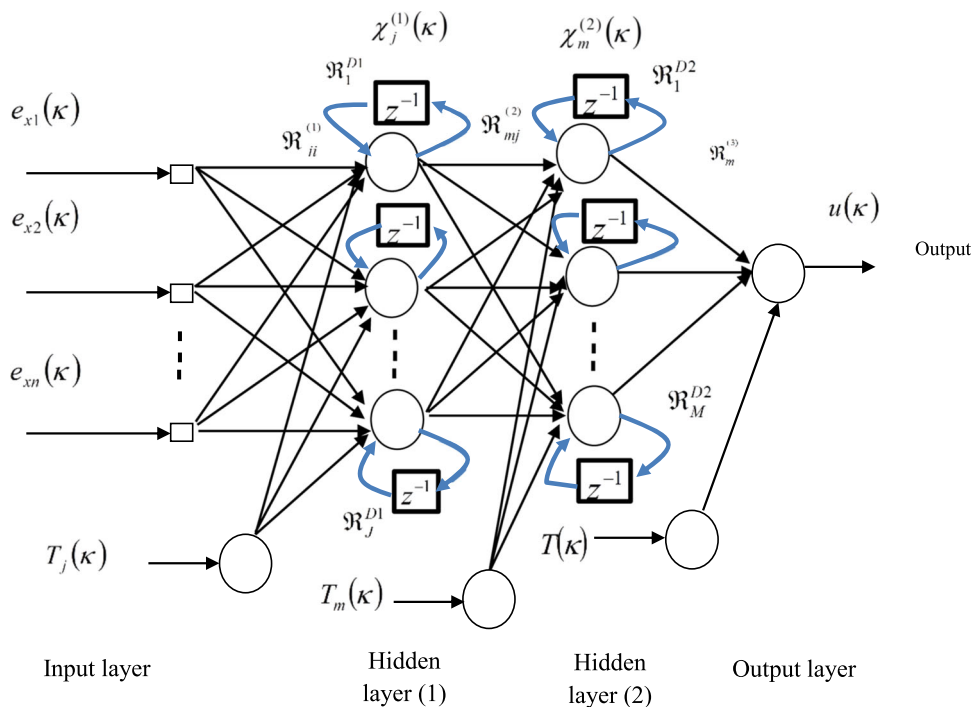 χ_j^(1)(κ)
χ_m^(2)(κ)
ℜ_1^D1
z^−1
z^−1
ℜ_1^D2
e_x1(κ)
ℜ_ii^(1)
ℜ_mj^(2)
ℜ_m^(3)
e_x2(κ)
z^−1
z^−1
u(κ)
Output
e_xn(κ)
ℜ_M^D2
z^−1
z^−1
ℜ_J^D1
T_j(κ)
T(κ)
T_m(κ)
Input layer
Hidden
layer (1)
Hidden
layer (2)
Output layer